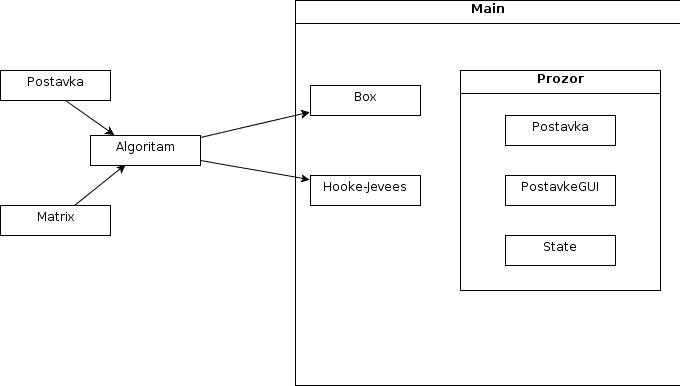 Main
Postavka
Prozor
Box
Postavka
Algoritam
Hooke-Jevees
PostavkeGUI
Matrix
State